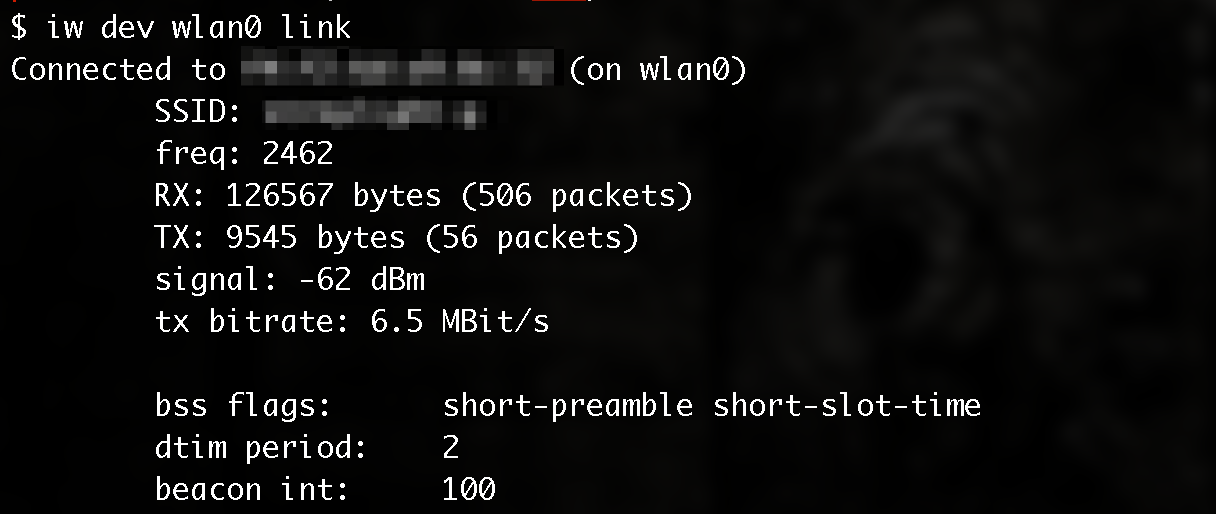 $ iw dev wlan0 link
Connected to (on wlan0)
SSID:
freq: 2462
RX: 126567 bytes (506 packets)
TX: 9545 bytes (56 packets)
signal: -62 dBm
tx bitrate: 6.5 MBit/s
bss flags: short-preamble short-slot-time
dtim period: 2
beacon int: 100